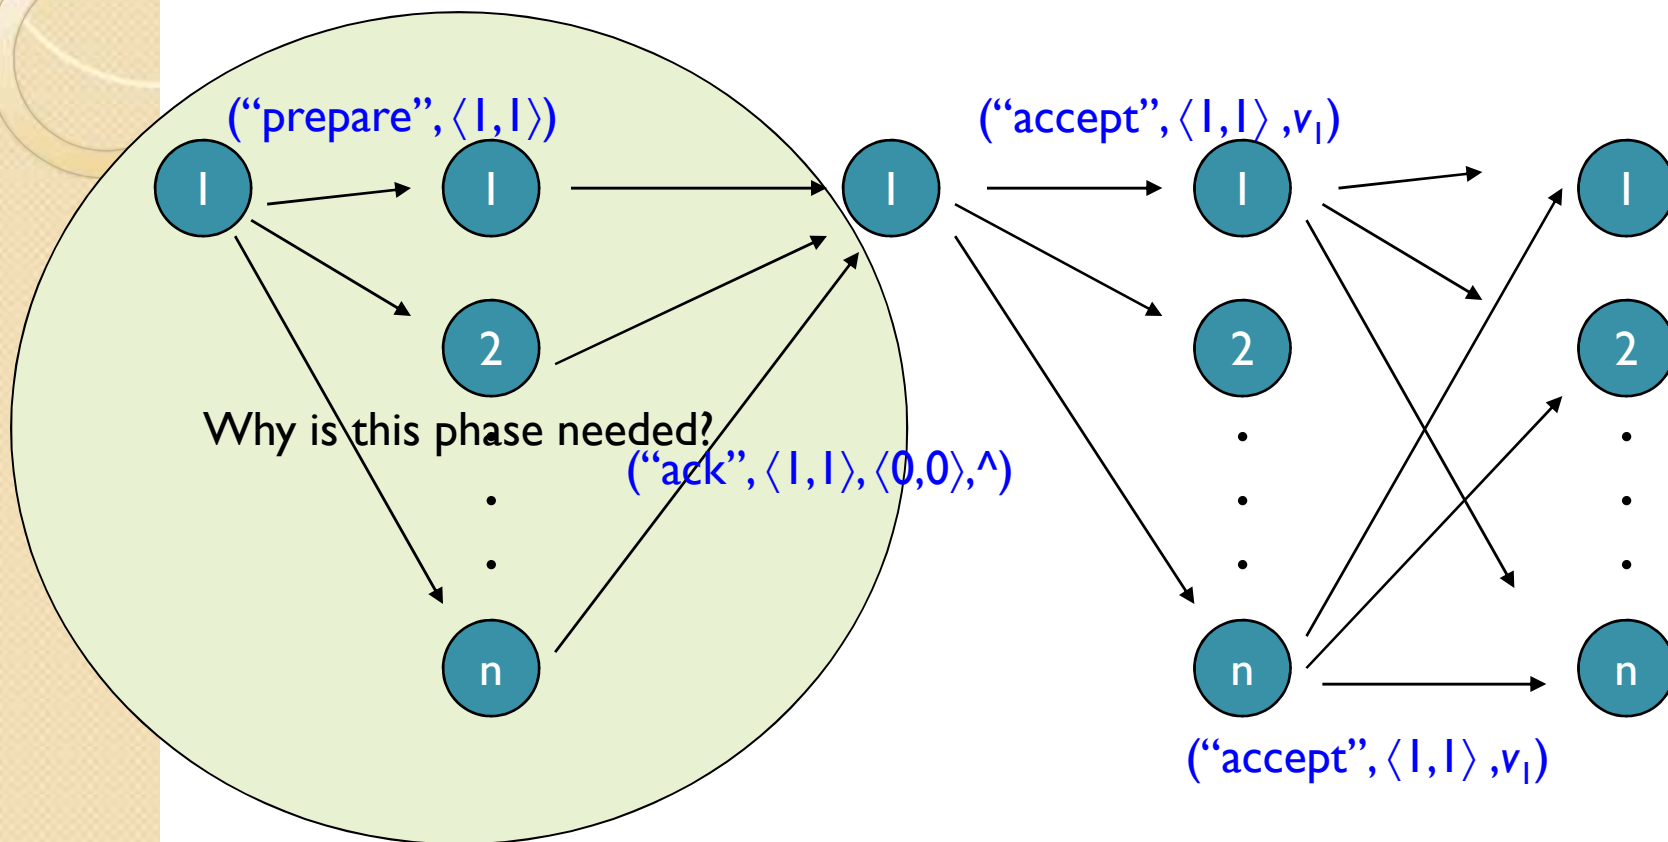 (“prepare”, ⟨1,1⟩)
(“accept”, ⟨1,1⟩ ,v₁)
1 1 1 1 1
2 2 2
Why is this phase needed?
(“ack”, ⟨1,1⟩, ⟨0,0⟩,^)
n n n
(“accept”, ⟨1,1⟩ ,v₁)